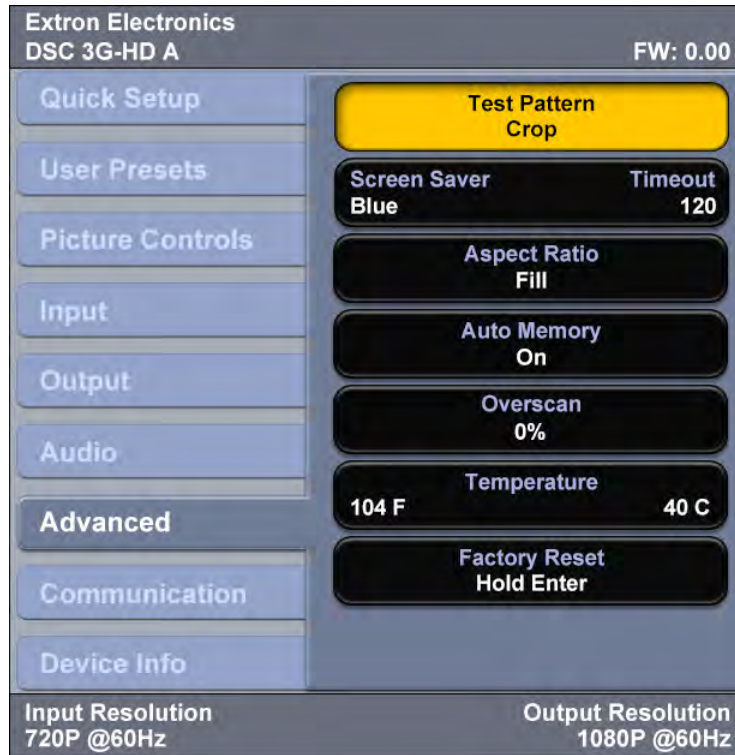 Extron Electronics
DSC 3G-HD A
FW: 0.00
Quick Setup
User Presets
Picture Controls
Input
Output
Audio
Advanced
Communication
Device Info
Test Pattern
Crop
Screen Saver Timeout
Blue 120
Aspect Ratio
Fill
Auto Memory
On
Overscan
0%
Temperature
104 F 40 C
Factory Reset
Hold Enter
Input Resolution
720P @60Hz
Output Resolution
1080P @60Hz